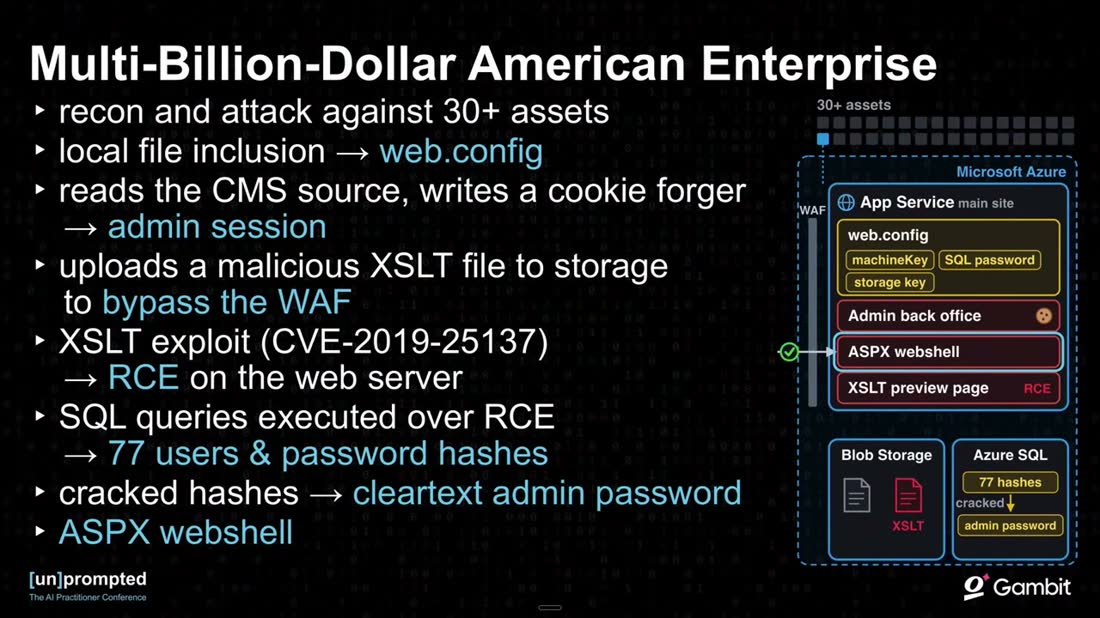 Multi-Billion-Dollar American Enterprise
‣ recon and attack against 30+ assets
‣ local file inclusion → web.config
‣ reads the CMS source, writes a cookie forger
→ admin session
‣ uploads a malicious XSLT file to storage
to bypass the WAF
‣ XSLT exploit (CVE-2019-25137)
→ RCE on the web server
‣ SQL queries executed over RCE
→ 77 users & password hashes
‣ cracked hashes → cleartext admin password
‣ ASPX webshell
30+ assets
Microsoft Azure
WAF
App Service main site
web.config
machineKey
SQL password
storage key
Admin back office
ASPX webshell
XSLT preview page RCE
Blob Storage
XSLT
Azure SQL
77 hashes
cracked
admin password
[un]prompted
The AI Practitioner Conference
Gambit